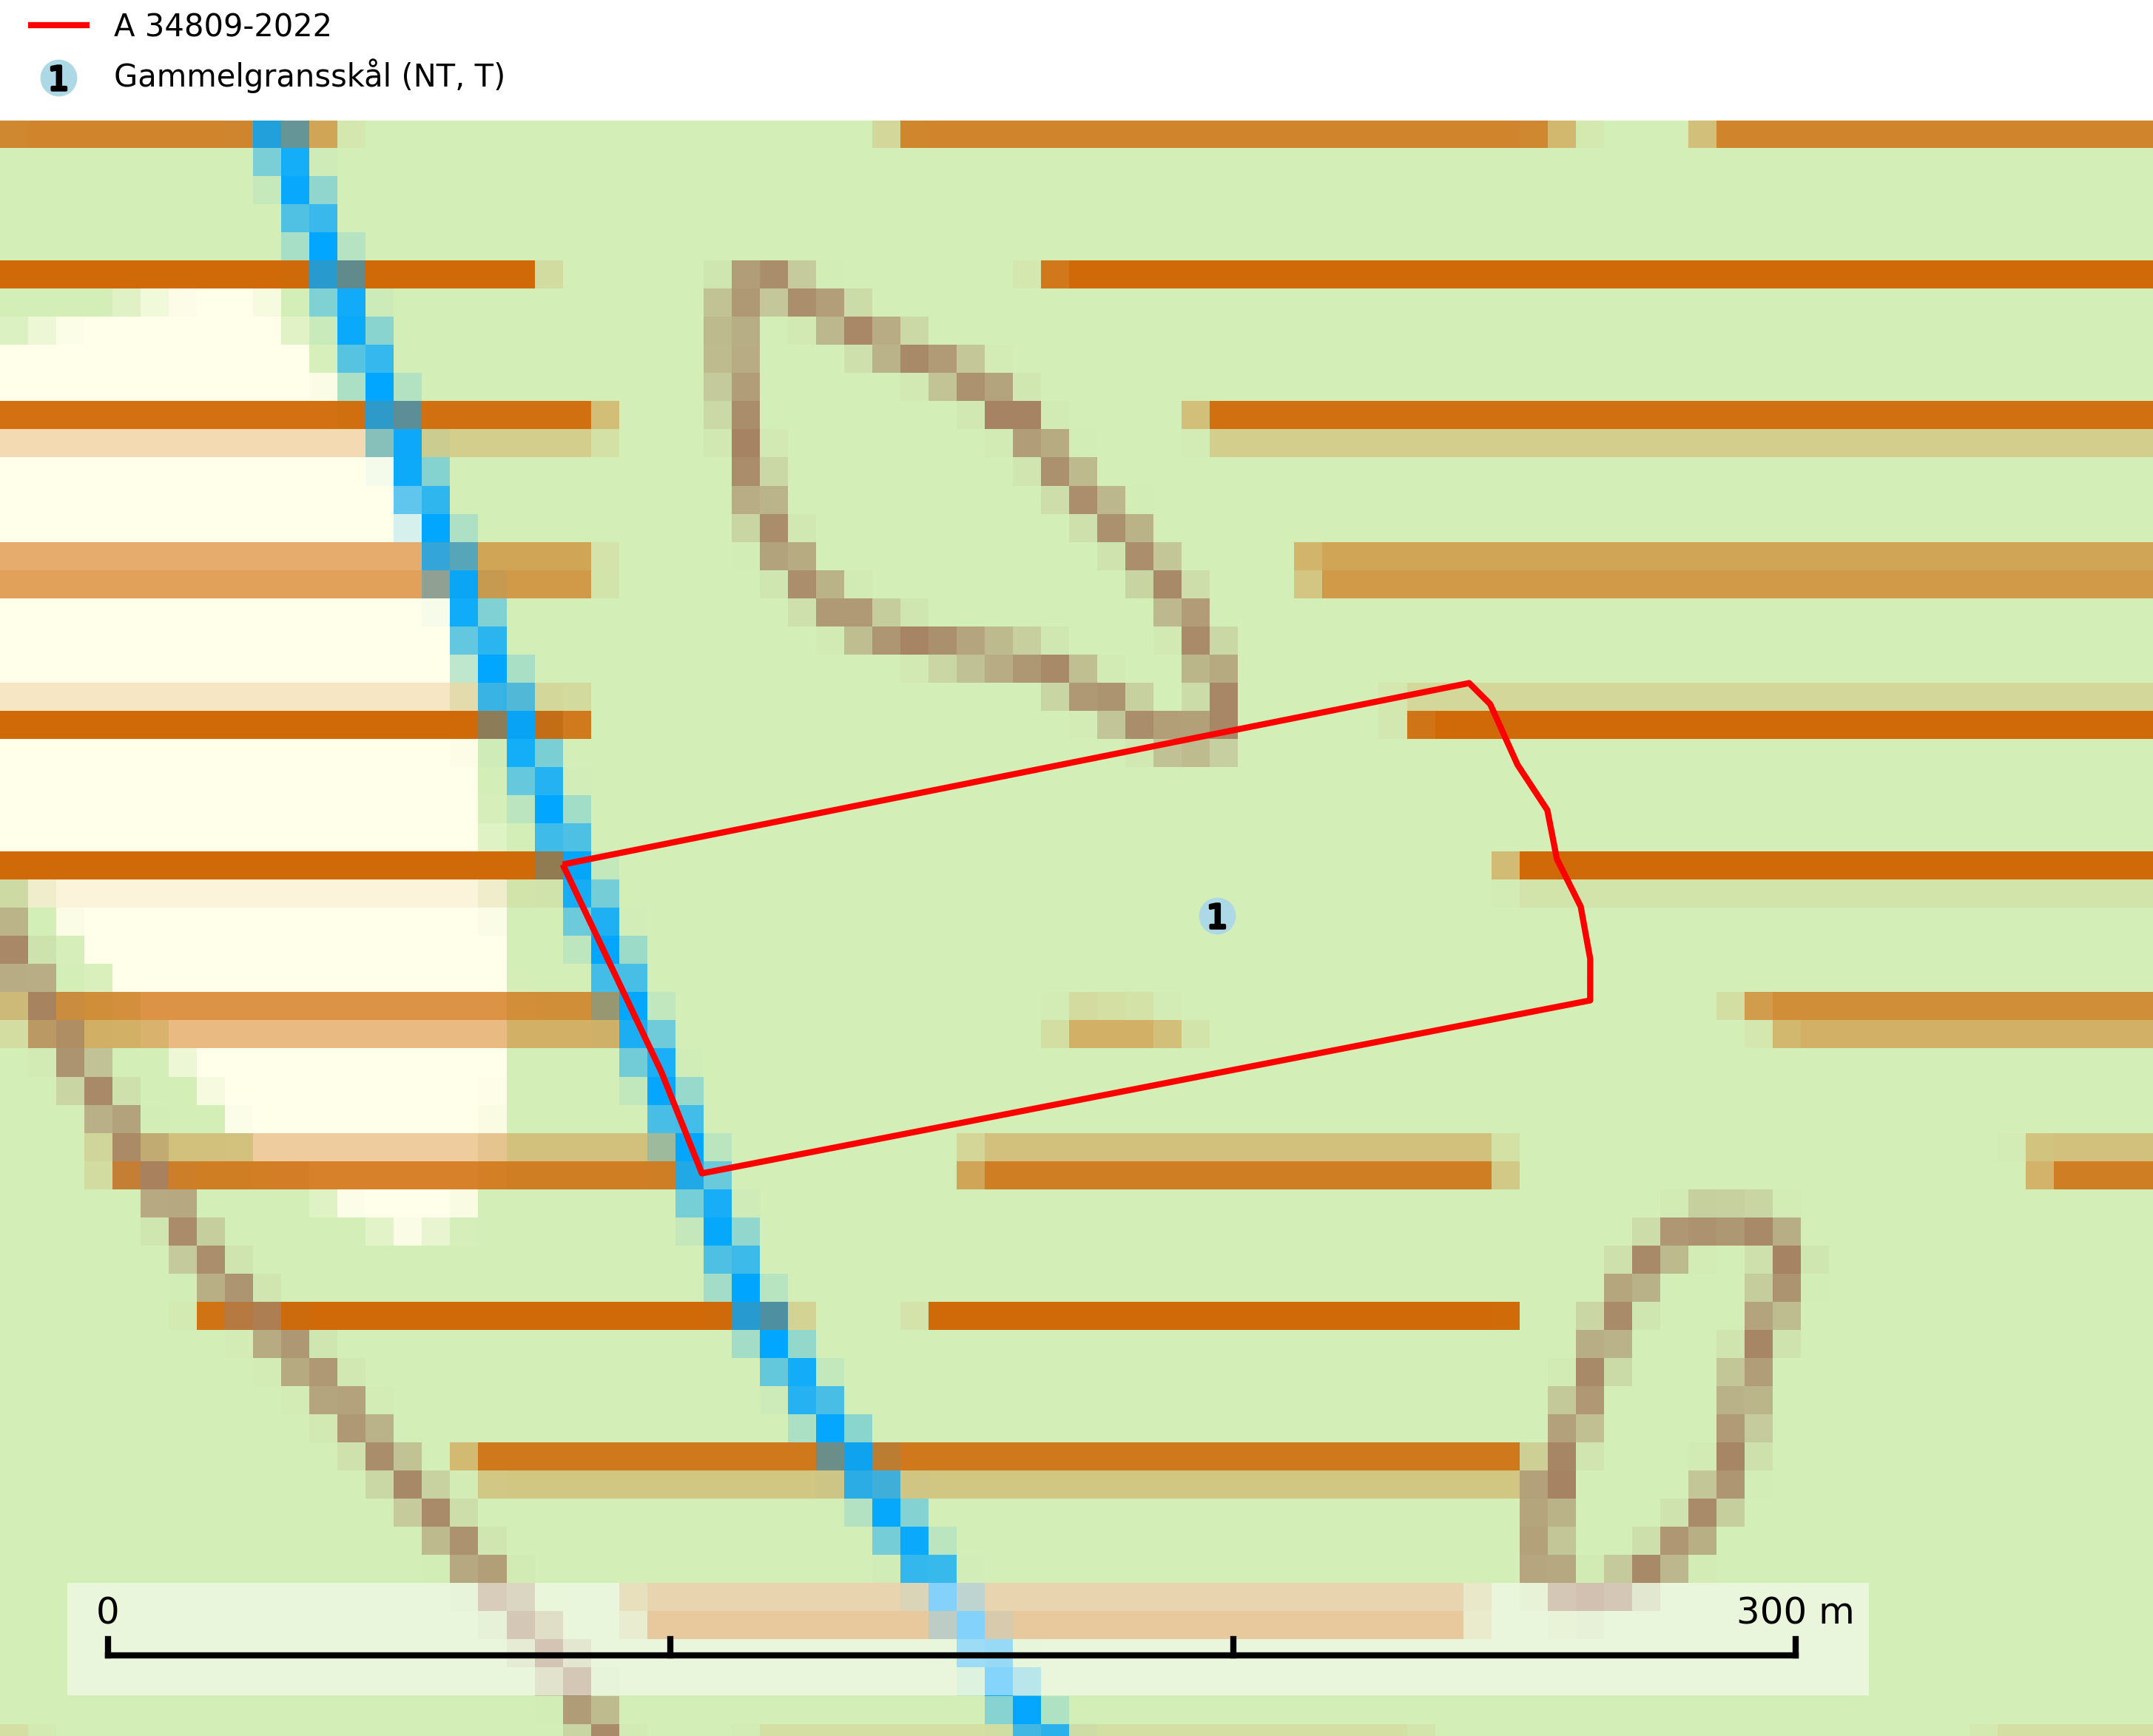 A 34809-2022
1 Gammelgransskål (NT, T)
1
0 300 m